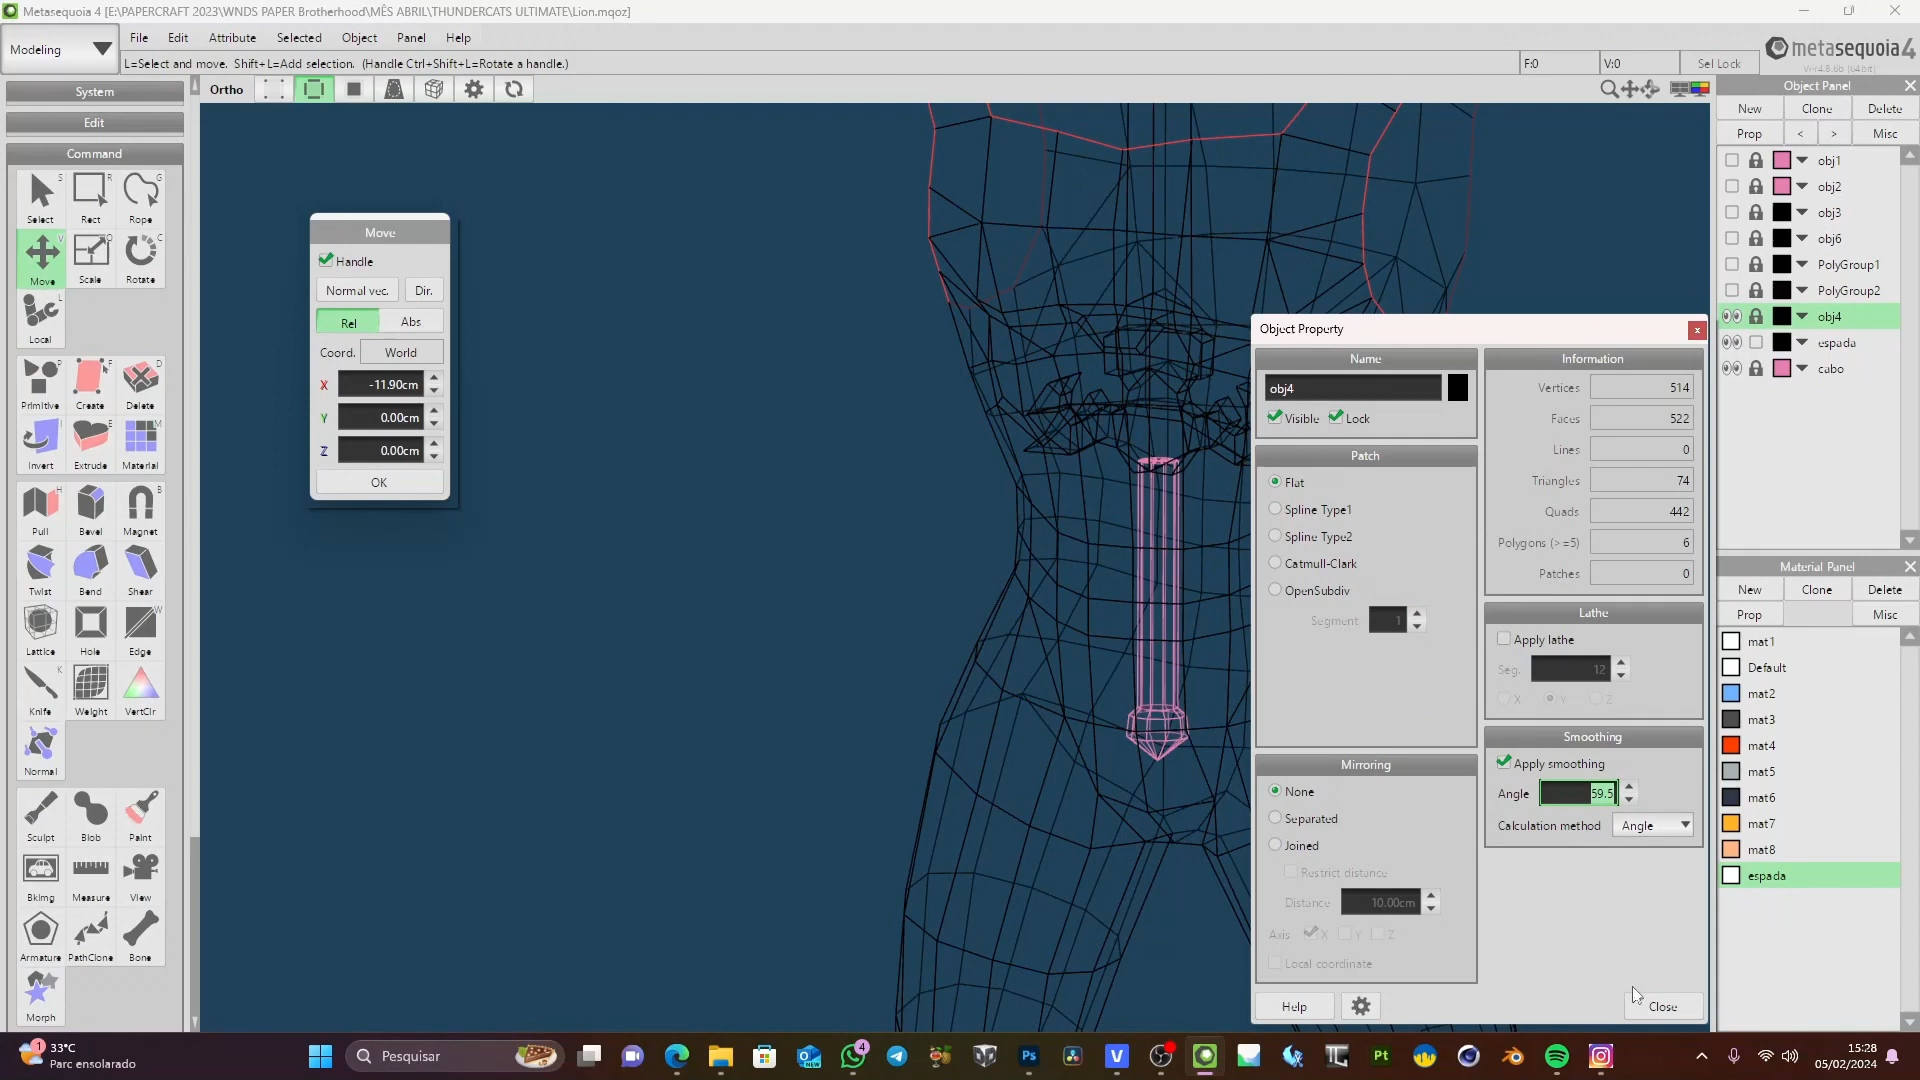 Metasequoia 4 [E:\PAPERCRAFT 2023\WNDS PAPER Brotherhood\MÊS ABRIL\THUNDERCATS ULTIMATE\Lion.mqoz]
Modeling
File Edit Attribute Selected Object Panel Help
metasequoia 4
L=Select and move. Shift+L=Add selection. (Handle Ctrl+Shift+L=Rotate a handle.)
F:0 V:0 Sel Lock
System
Ortho
Object Panel
New Clone Delete
Prop < > Misc
Edit
Command
S R G
Select Rect Rope
V Q C
Move Scale Rotate
L
Local
P E D
Primitive Create Delete
I E M
Invert Extrude Material
H B
Pull Bevel Magnet
Twist Bend Shear
W
Lattice Hole Edge
K
Knife Weight VertClr
Normal
Sculpt Blob Paint
BkImg Measure View
Armature PathClone Bone
Morph
Move
Handle
Normal vec. Dir.
Rel Abs
Coord. World
X -11.90cm
Y 0.00cm
Z 0.00cm
OK
Object Property
x
Name
obj4
Visible Lock
Patch
Flat
Spline Type1
Spline Type2
Catmull-Clark
OpenSubdiv
Segment 1
Mirroring
None
Separated
Joined
Restrict distance
Distance 10.00cm
Axis X Y Z
Local coordinate
Help
Information
Vertices 514
Faces 522
Lines 0
Triangles 74
Quads 442
Polygons (>=5) 6
Patches 0
Lathe
Apply lathe
Seg. 12
X Y Z
Smoothing
Apply smoothing
Angle 59.5
Calculation method Angle
Close
obj1
obj2
obj3
obj6
PolyGroup1
PolyGroup2
obj4
espada
cabo
Material Panel
New Clone Delete
Prop Misc
mat1
Default
mat2
mat3
mat4
mat5
mat6
mat7
mat8
espada
1
33°C
Parc ensolarado
Pesquisar
NEW
4
Ps
V
Pt
15:28
05/02/2024